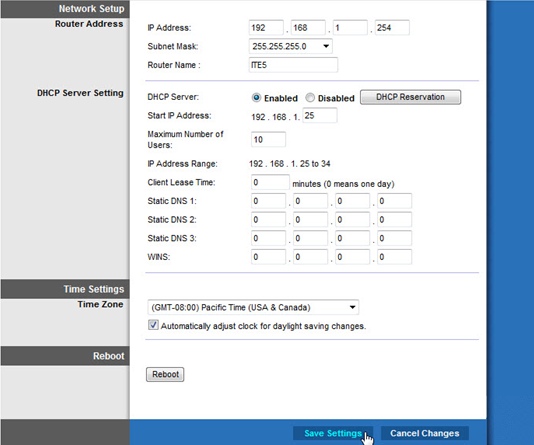 Network Setup
Router Address
IP Address: 192 . 168 . 1 . 254
Subnet Mask: 255.255.255.0
Router Name : ITE5
DHCP Server Setting
DHCP Server: Enabled Disabled DHCP Reservation
Start IP Address: 192 . 168 . 1. 25
Maximum Number of
Users: 10
IP Address Range: 192 . 168 . 1. 25 to 34
Client Lease Time: 0 minutes (0 means one day)
Static DNS 1: 0 . 0 . 0 . 0
Static DNS 2: 0 . 0 . 0 . 0
Static DNS 3: 0 . 0 . 0 . 0
WINS: 0 . 0 . 0 . 0
Time Settings
Time Zone
(GMT-08:00) Pacific Time (USA & Canada)
Automatically adjust clock for daylight saving changes.
Reboot
Reboot
Save Settings Cancel Changes